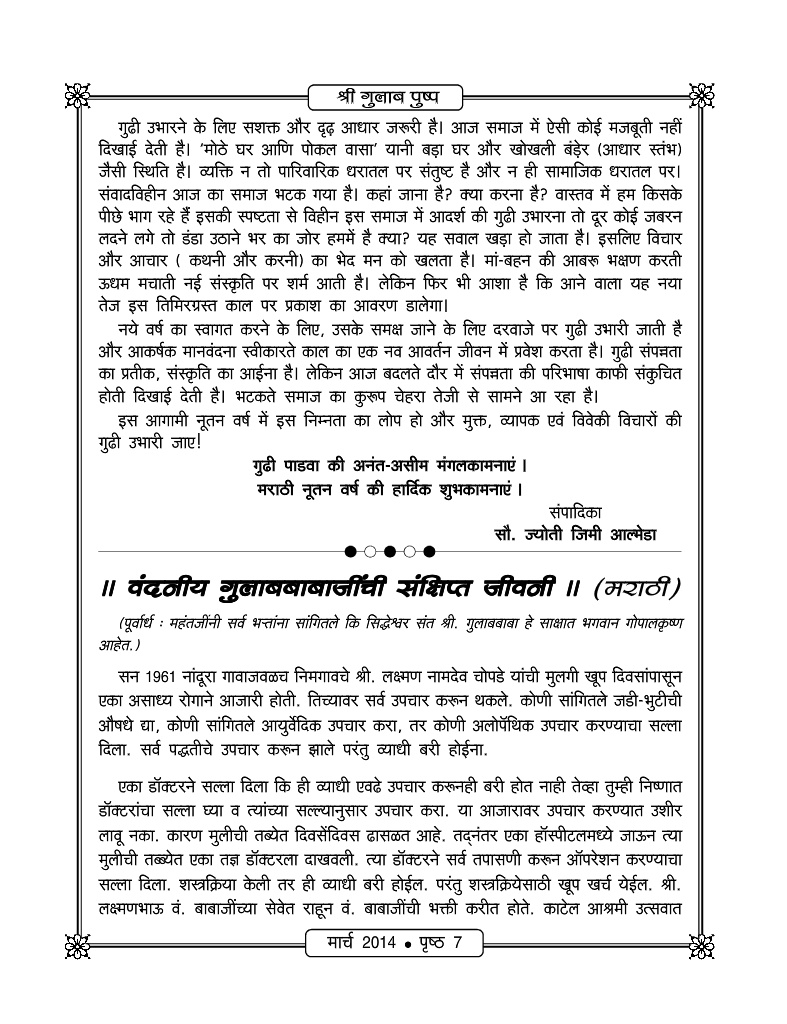 श्री गुलाब पुष्प
गुढी उभारने के लिए सशक्त और दृढ़ आधार जरूरी है। आज समाज में ऐसी कोई मजबूती नहीं
दिखाई देती है। 'मोठे घर आणि पोकल वासा' यानी बड़ा घर और खोखली बंडेर (आधार स्तंभ)
जैसी स्थिति है। व्यक्ति न तो पारिवारिक धरातल पर संतुष्ट है और न ही सामाजिक धरातल पर।
संवादविहीन आज का समाज भटक गया है। कहां जाना है? क्या करना है? वास्तव में हम किसके
पीछे भाग रहे हैं इसकी स्पष्टता से विहीन इस समाज में आदर्श की गुढी उभारना तो दूर कोई जबरन
लदने लगे तो डंडा उठाने भर का जोर हममें है क्या? यह सवाल खड़ा हो जाता है। इसलिए विचार
और आचार ( कथनी और करनी) का भेद मन को खलता है। मां-बहन की आबरू भक्षण करती
ऊधम मचाती नई संस्कृति पर शर्म आती है। लेकिन फिर भी आशा है कि आने वाला यह नया
तेज इस तिमिरग्रस्त काल पर प्रकाश का आवरण डालेगा।
नये वर्ष का स्वागत करने के लिए, उसके समक्ष जाने के लिए दरवाजे पर गुढी उभारी जाती है
और आकर्षक मानवंदना स्वीकारते काल का एक नव आवर्तन जीवन में प्रवेश करता है। गुढी संपन्नता
का प्रतीक, संस्कृति का आईना है। लेकिन आज बदलते दौर में संपन्नता की परिभाषा काफी संकुचित
होती दिखाई देती है। भटकते समाज का कुरूप चेहरा तेजी से सामने आ रहा है।
इस आगामी नूतन वर्ष में इस निम्नता का लोप हो और मुक्त, व्यापक एवं विवेकी विचारों की
गुढी उभारी जाए!
गुढी पाडवा की अनंत-असीम मंगलकामनाएं ।
मराठी नूतन वर्ष की हार्दिक शुभकामनाएं ।
संपादिका
सौ. ज्योती जिमी आल्मेडा
॥ वंदनीय गुलाबबाबाजींची संक्षिप्त जीवनी ॥ (मराठी)
(पूर्वार्ध : महंतजींनी सर्व भक्तांना सांगितले कि सिद्धेश्वर संत श्री. गुलाबबाबा हे साक्षात भगवान गोपालकृष्ण
आहेत.)
सन 1961 नांदूरा गावाजवळच निमगावचे श्री. लक्ष्मण नामदेव चोपडे यांची मुलगी खूप दिवसांपासून
एका असाध्य रोगाने आजारी होती. तिच्यावर सर्व उपचार करून थकले. कोणी सांगितले जडी-भुटीची
औषधे द्या, कोणी सांगितले आयुर्वेदिक उपचार करा, तर कोणी अलोपॅथिक उपचार करण्याचा सल्ला
दिला. सर्व पद्धतीचे उपचार करून झाले परंतु व्याधी बरी होईना.
एका डॉक्टरने सल्ला दिला कि ही व्याधी एवढे उपचार करूनही बरी होत नाही तेव्हा तुम्ही निष्णात
डॉक्टरांचा सल्ला घ्या व त्यांच्या सल्ल्यानुसार उपचार करा. या आजारावर उपचार करण्यात उशीर
लावू नका. कारण मुलीची तब्येत दिवसेंदिवस ढासळत आहे. तद्नंतर एका हॉस्पीटलमध्ये जाऊन त्या
मुलीची तब्ब्येत एका तज्ञ डॉक्टरला दाखवली. त्या डॉक्टरने सर्व तपासणी करून ऑपरेशन करण्याचा
सल्ला दिला. शस्त्रक्रिया केली तर ही व्याधी बरी होईल. परंतु शस्त्रक्रियेसाठी खूप खर्च येईल. श्री.
लक्ष्मणभाऊ वं. बाबाजींच्या सेवेत राहून वं. बाबाजींची भक्ती करीत होते. काटेल आश्रमी उत्सवात
मार्च 2014 ● पृष्ठ 7